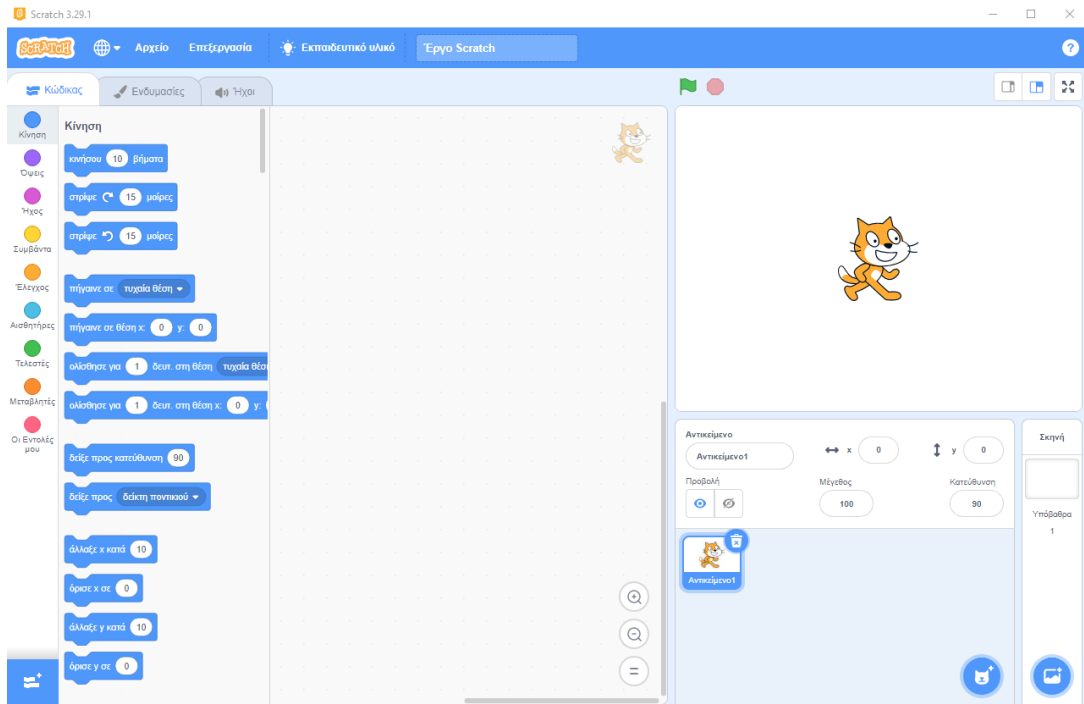 Scratch 3.29.1
SCRATCH
Αρχείο
Επεξεργασία
Εκπαιδευτικό υλικό
Έργο Scratch
?
Κώδικας
Ενδυμασίες
Ήχοι
Κίνηση
Όψεις
Ήχος
Συμβάντα
Έλεγχος
Αισθητήρες
Τελεστές
Μεταβλητές
Οι Εντολές
μου
Κίνηση
κινήσου 10 βήματα
στρίψε 15 μοίρες
στρίψε 15 μοίρες
πήγαινε σε τυχαία θέση
πήγαινε σε θέση x: 0 y: 0
ολίσθησε για 1 δευτ. στη θέση τυχαία
ολίσθησε για 1 δευτ. στη θέση x: 0 y:
δείξε προς κατεύθυνση 90
δείξε προς δείκτη ποντικιού
άλλαξε x κατά 10
όρισε x σε 0
άλλαξε y κατά 10
όρισε y σε 0
Αντικείμενο
Αντικείμενο1
x 0
y 0
Προβολή
Μέγεθος
100
Κατεύθυνση
90
Αντικείμενο1
Σκηνή
Υπόβαθρα
1